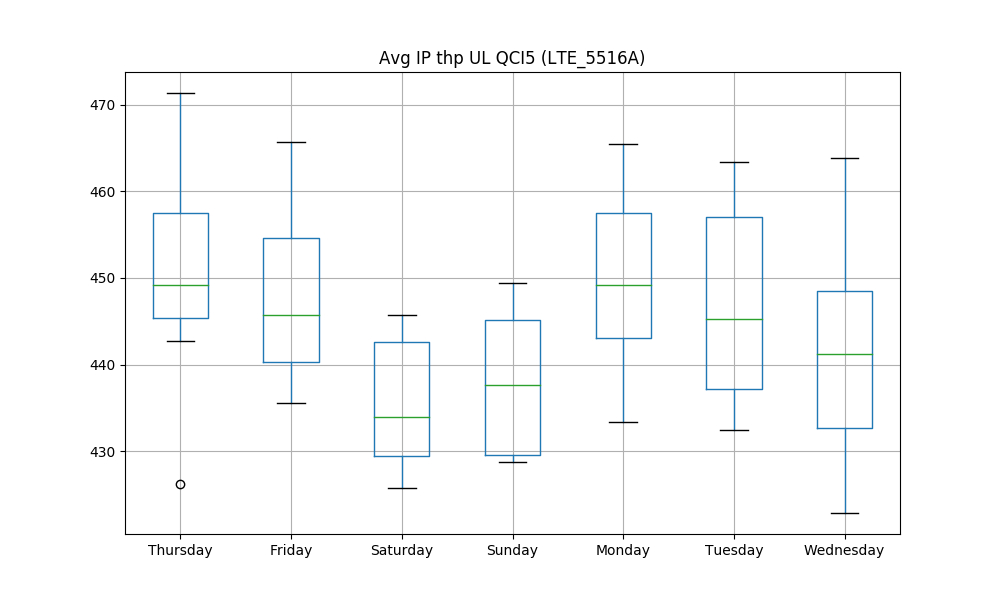 Avg IP thp UL QCI5 (LTE_5516A)
470
460
450
440
430
Thursday Friday Saturday Sunday Monday Tuesday Wednesday